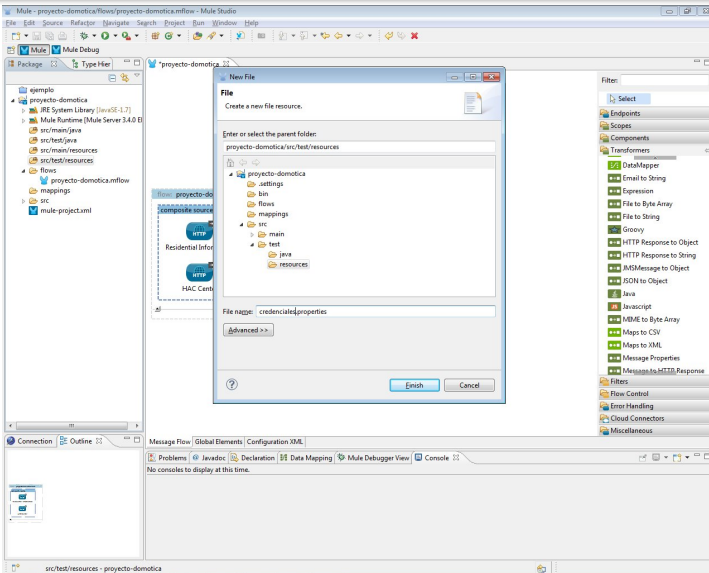 Mule - proyecto-domotica/flows/proyecto-domotica.mflow - Mule Studio
File Edit Source Refactor Navigate Search Project Run Window Help
Mule Mule Debug
Package Type Hier
ejemplo
proyecto-domotica
JRE System Library [JavaSE-1.7]
Mule Runtime [Mule Server 3.4.0 El
src/main/java
src/test/java
src/main/resources
src/test/resources
flows
proyecto-domotica.mflow
mappings
src
mule-project.xml
*proyecto-domotica
flow: proyecto-do
composite source
HTTP
Residential Infor
HTTP
HAC Cent
New File
File
Create a new file resource.
Enter or select the parent folder:
proyecto-domotica/src/test/resources
proyecto-domotica
.settings
bin
flows
mappings
src
main
test
java
resources
File name: credenciales.properties
Advanced >>
Finish Cancel
Filter:
Select
Endpoints
Scopes
Components
Transformers
DataMapper
Email to String
Expression
File to Byte Array
File to String
Groovy
HTTP Response to Object
HTTP Response to String
JMSMessage to Object
JSON to Object
Java
Javascript
MIME to Byte Array
Maps to CSV
Maps to XML
Message Properties
Message to HTTP Response
Filters
Flow Control
Error Handling
Cloud Connectors
Miscellaneous
Message Flow Global Elements Configuration XML
Connection Outline
Problems Javadoc Declaration Data Mapping Mule Debugger View Console
No consoles to display at this time.
src/test/resources - proyecto-domotica